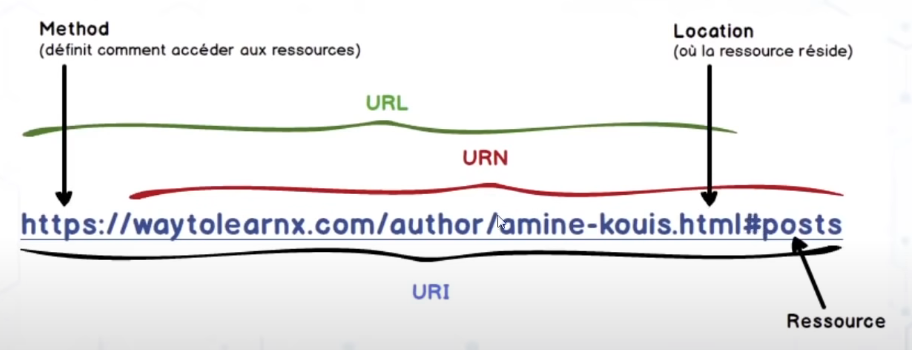 Method
(définit comment accéder aux ressources)
Location
(où la ressource réside)
URL
URN
https://waytolearnx.com/author/amine-kouis.html#posts
URI
Ressource